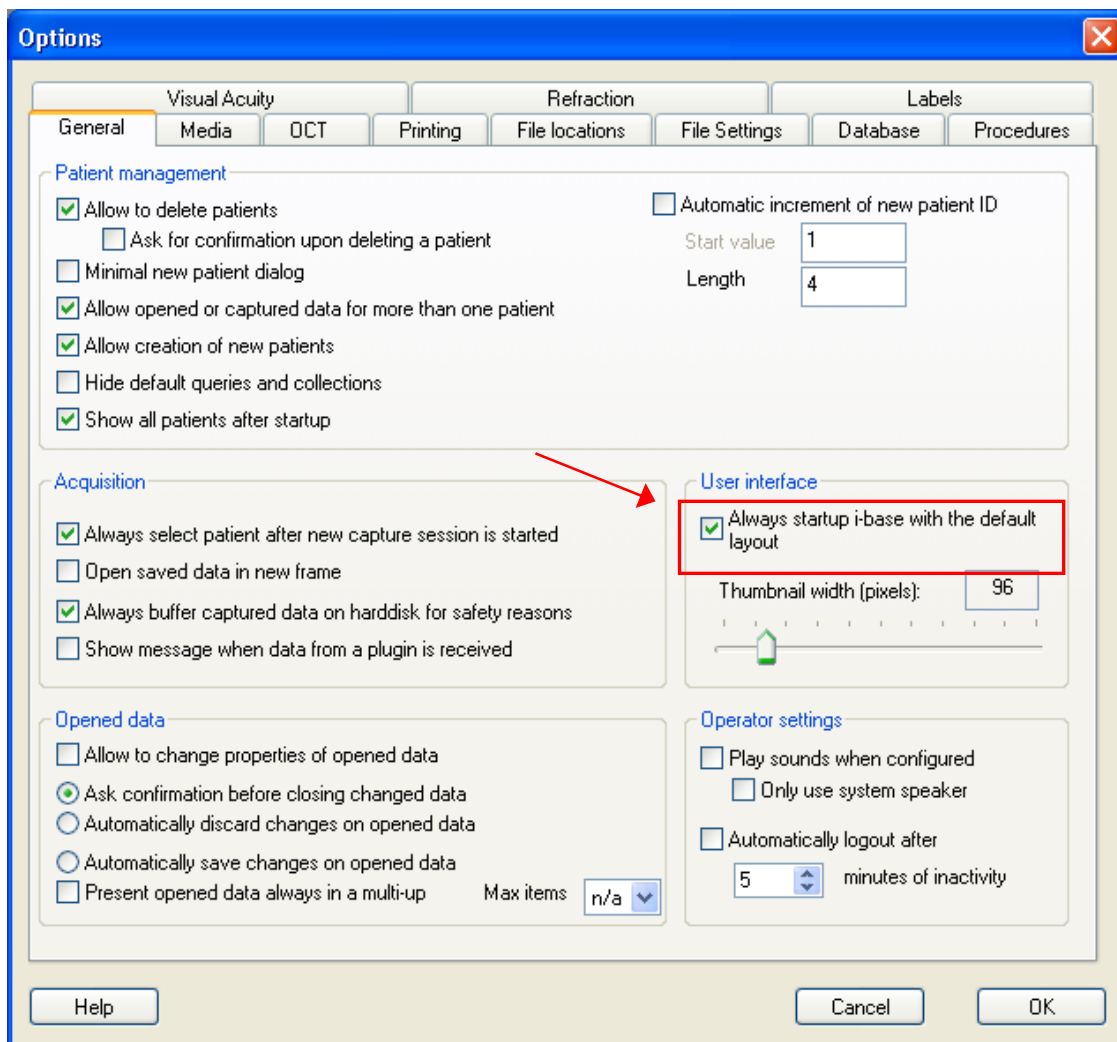 Options
Visual Acuity
Refraction
Labels
General
Media
OCT
Printing
File locations
File Settings
Database
Procedures
Patient management
Allow to delete patients
Ask for confirmation upon deleting a patient
Minimal new patient dialog
Allow opened or captured data for more than one patient
Allow creation of new patients
Hide default queries and collections
Show all patients after startup
Automatic increment of new patient ID
Start value 1
Length 4
Acquisition
Always select patient after new capture session is started
Open saved data in new frame
Always buffer captured data on harddisk for safety reasons
Show message when data from a plugin is received
User interface
Always startup i-base with the default
layout
Thumbnail width (pixels): 96
Opened data
Allow to change properties of opened data
Ask confirmation before closing changed data
Automatically discard changes on opened data
Automatically save changes on opened data
Present opened data always in a multi-up Max items n/a
Operator settings
Play sounds when configured
Only use system speaker
Automatically logout after
5 minutes of inactivity
Help
Cancel
OK